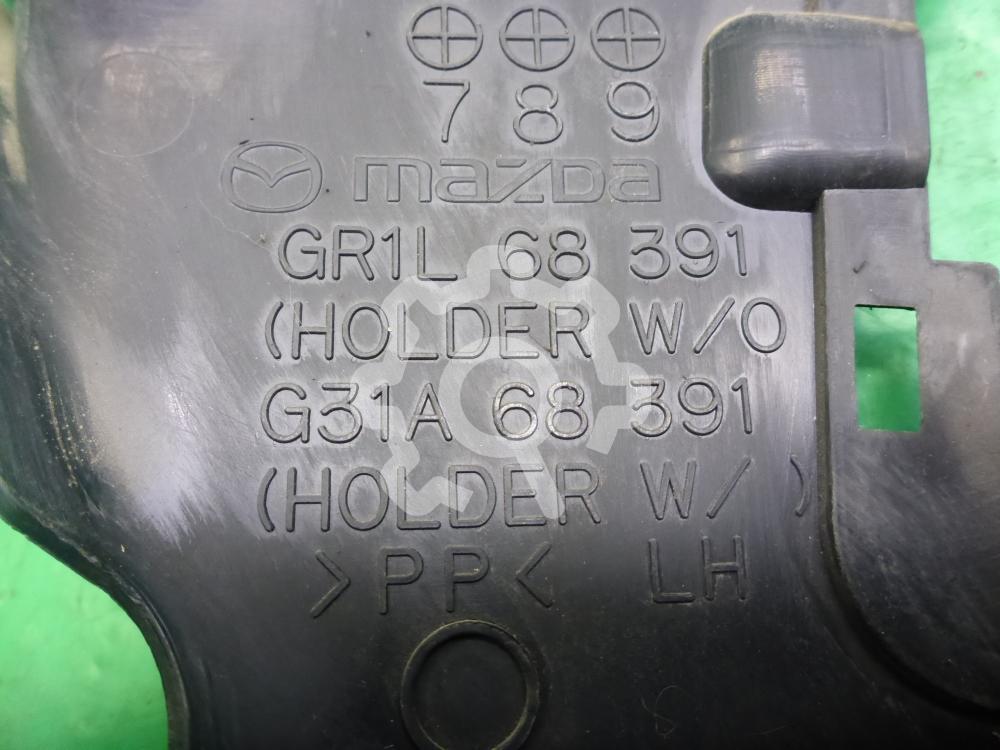 7 8 9
mazda
GR1L 68 391
(HOLDER W/O
G31A 68 391
(HOLDER W/ )
>PP< LH